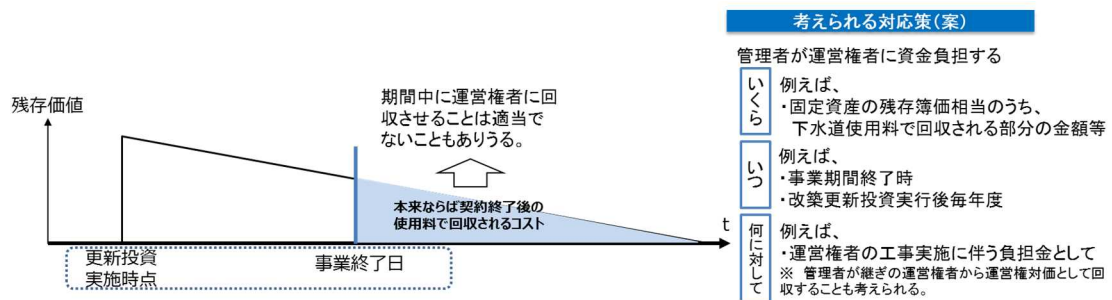 考えられる対応策(案)
管理者が運営権者に資金負担する
いくら
例えば、
・固定資産の残存簿価相当のうち、
下水道使用料で回収される部分の金額等
いつ
例えば、
・事業期間終了時
・改築更新投資実行後毎年度
何に対して
例えば、
・運営権者の工事実施に伴う負担金として
※ 管理者が継ぎの運営権者から運営権対価として回
収することも考えられる。
残存価値
期間中に運営権者に回
収させることは適当で
ないこともありうる。
本来ならば契約終了後の
使用料で回収されるコスト
t
更新投資
実施時点
事業終了日